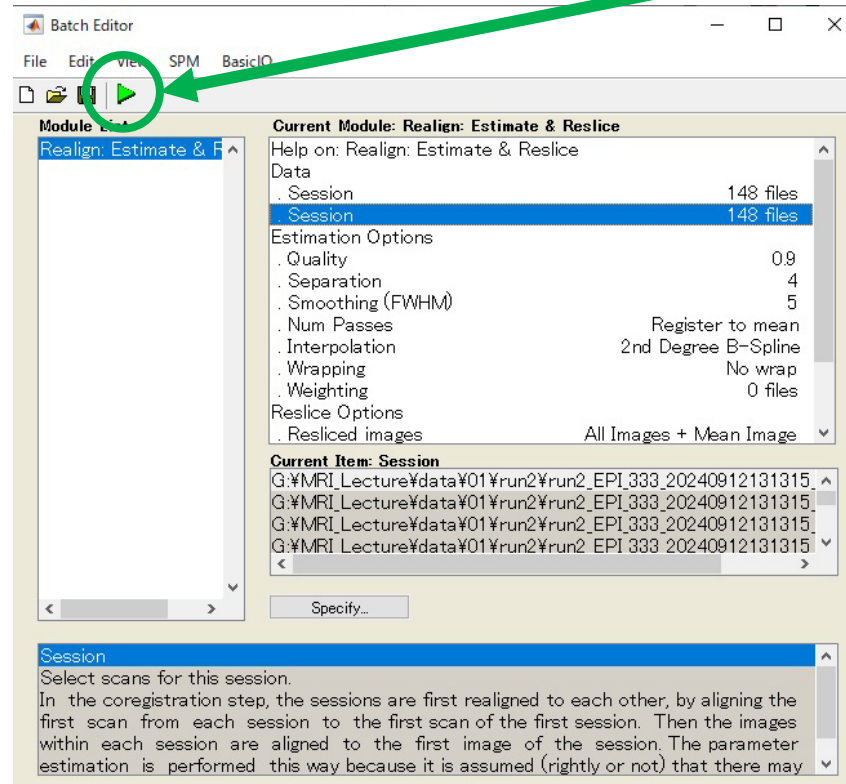 Batch Editor
File Edit View SPM BasicIO
Module List
Realign: Estimate & R
Current Module: Realign: Estimate & Reslice
Help on: Realign: Estimate & Reslice
Data
. Session 148 files
. Session 148 files
Estimation Options
. Quality 0.9
. Separation 4
. Smoothing (FWHM) 5
. Num Passes Register to mean
. Interpolation 2nd Degree B-Spline
. Wrapping No wrap
. Weighting 0 files
Reslice Options
. Resliced images All Images + Mean Image
Current Item: Session
G:¥MRI_Lecture¥data¥01¥run2¥run2_EPI_333_20240912131315_
G:¥MRI_Lecture¥data¥01¥run2¥run2_EPI_333_20240912131315_
G:¥MRI_Lecture¥data¥01¥run2¥run2_EPI_333_20240912131315_
G:¥MRI_Lecture¥data¥01¥run2¥run2_EPI_333_20240912131315
Specify...
Session
Select scans for this session.
In the coregistration step, the sessions are first realigned to each other, by aligning the
first scan from each session to the first scan of the first session. Then the images
within each session are aligned to the first image of the session. The parameter
estimation is performed this way because it is assumed (rightly or not) that there may